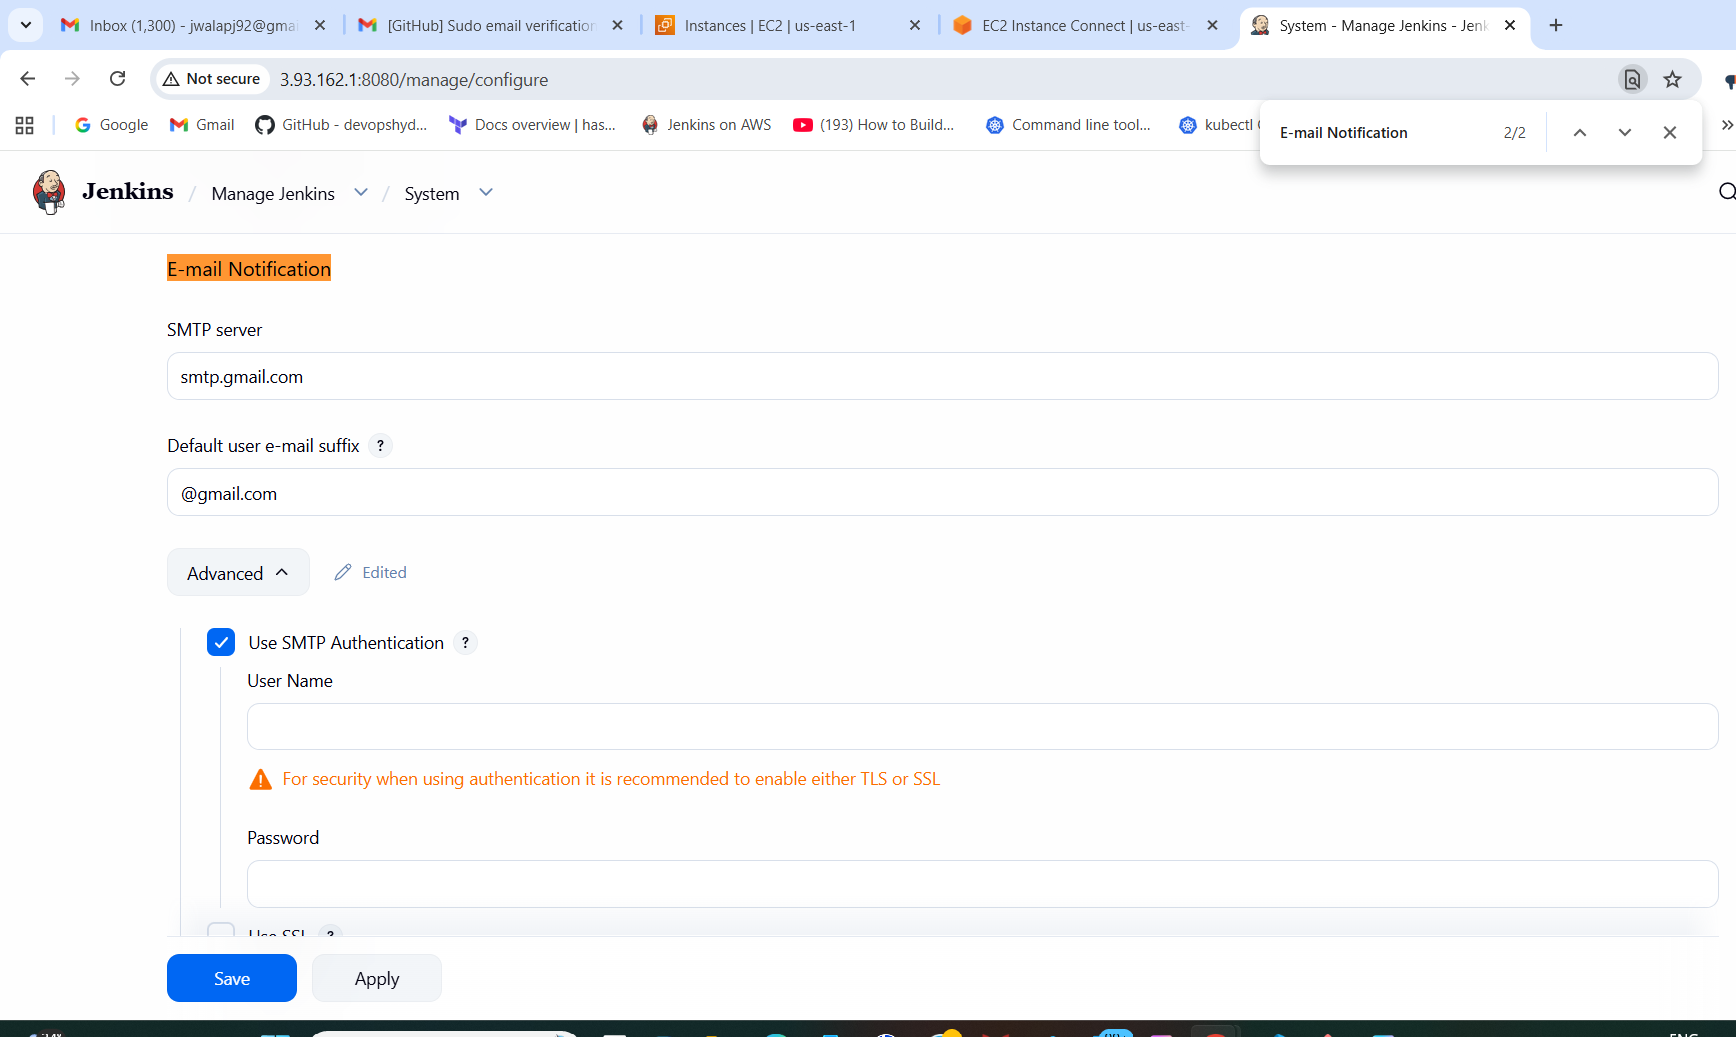 Inbox (1,300) - jwalapj92@gmai
[GitHub] Sudo email verification
Instances | EC2 | us-east-1
EC2 Instance Connect | us-east-
System - Manage Jenkins - Jenk
Not secure 3.93.162.1:8080/manage/configure
Google
Gmail
GitHub - devopshyd...
Docs overview | has...
Jenkins on AWS
(193) How to Build...
Command line tool...
kubectl
E-mail Notification 2/2
Jenkins / Manage Jenkins / System
E-mail Notification
SMTP server
smtp.gmail.com
Default user e-mail suffix ?
@gmail.com
Advanced Edited
Use SMTP Authentication ?
User Name
For security when using authentication it is recommended to enable either TLS or SSL
Password
Use SSL ?
Save Apply